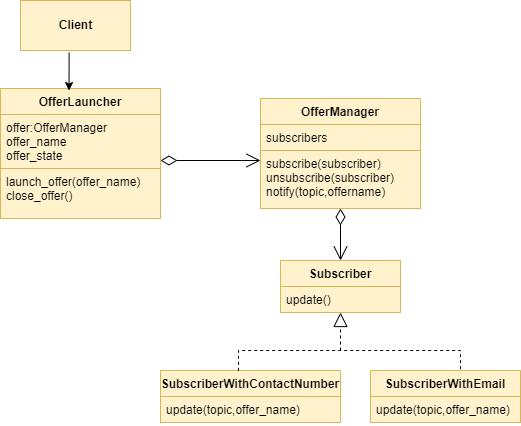 Client
OfferLauncher
offer:OfferManager
offer_name
offer_state
launch_offer(offer_name)
close_offer()
OfferManager
subscribers
subscribe(subscriber)
unsubscribe(subscriber)
notify(topic,offername)
Subscriber
update()
SubscriberWithContactNumber
update(topic,offer_name)
SubscriberWithEmail
update(topic,offer_name)